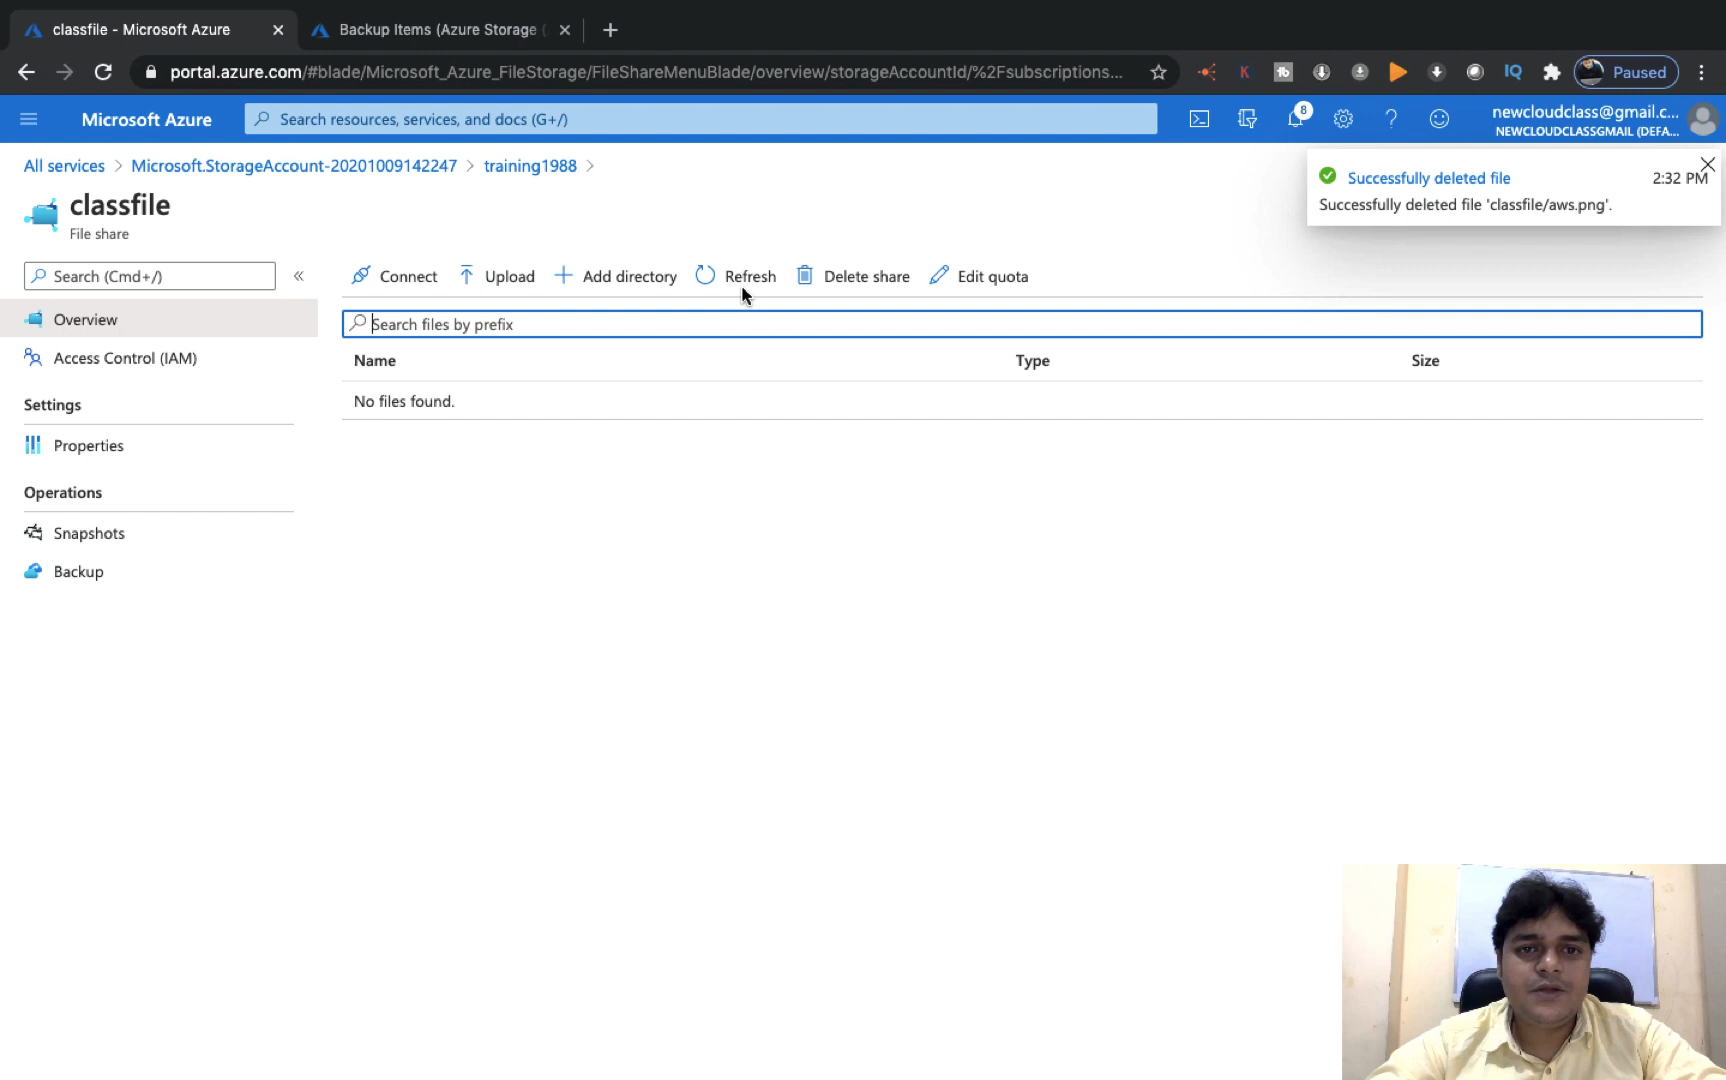 classfile - Microsoft Azure
Backup Items (Azure Storage (
portal.azure.com/#blade/Microsoft_Azure_FileStorage/FileShareMenuBlade/overview/storageAccountId/%2Fsubscriptions...
K
tb
IQ
Paused
Microsoft Azure
Search resources, services, and docs (G+/)
8
newcloudclass@gmail.c...
NEWCLOUDCLASSGMAIL (DEFA...
All services > Microsoft.StorageAccount-20201009142247 > training1988 >
Successfully deleted file
2:32 PM
Successfully deleted file 'classfile/aws.png'.
classfile
File share
Search (Cmd+/)
«
Connect
Upload
Add directory
Refresh
Delete share
Edit quota
Search files by prefix
Overview
Access Control (IAM)
Settings
Properties
Operations
Snapshots
Backup
Name
Type
Size
No files found.